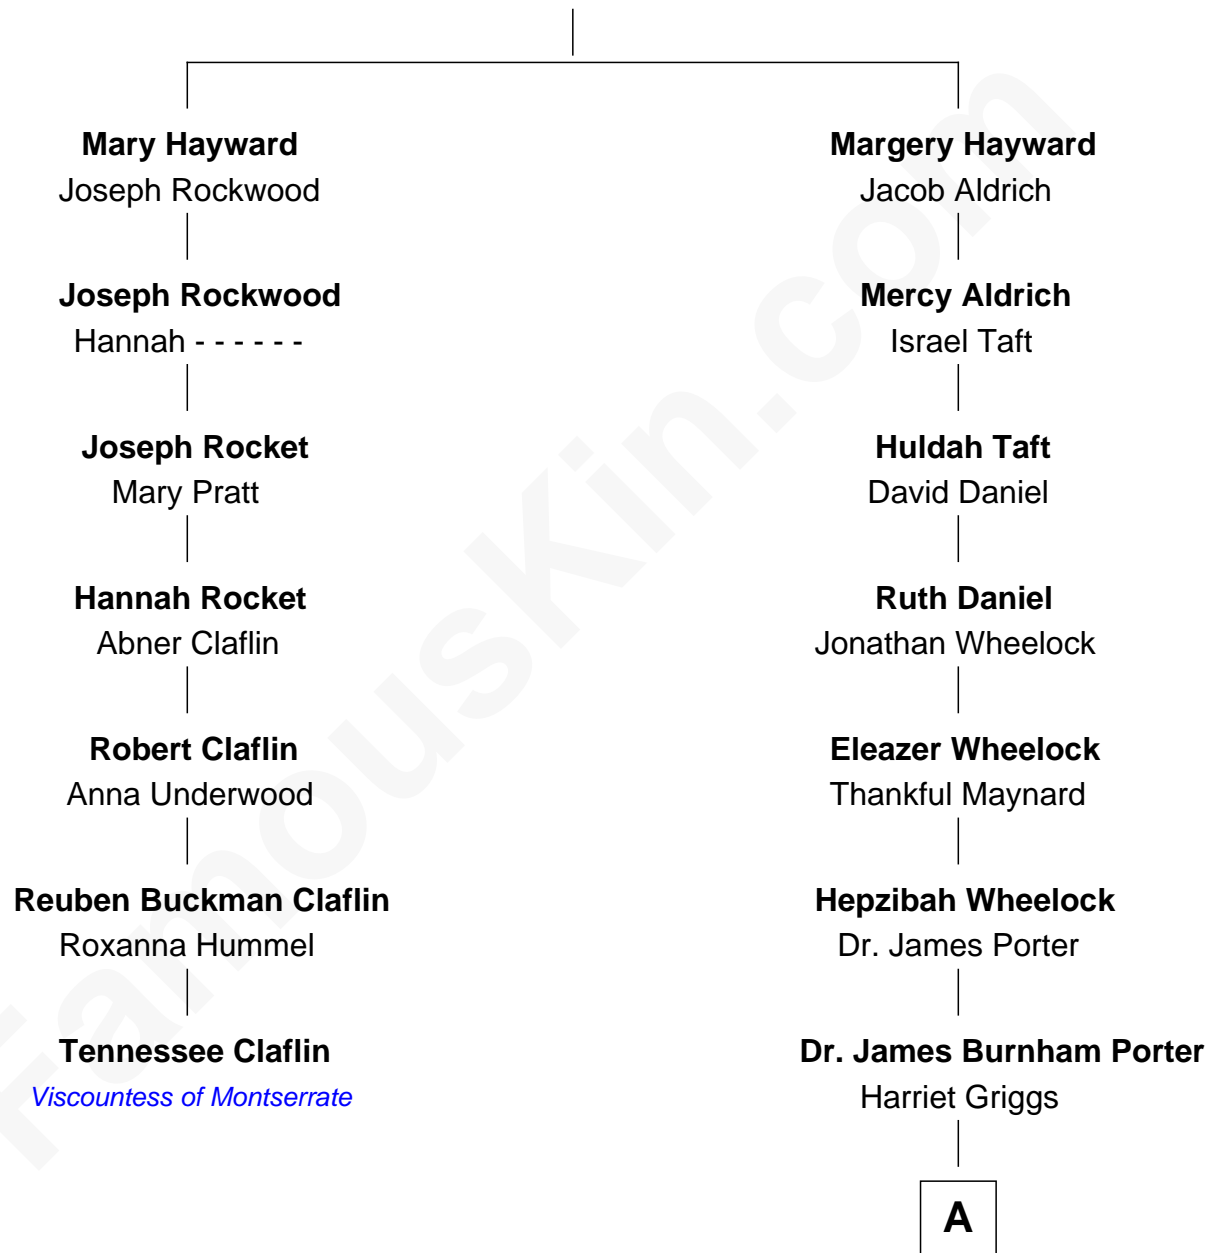 Mary Hayward
Joseph Rockwood
Joseph Rockwood
Hannah - - - - - -
Joseph Rocket
Mary Pratt
Hannah Rocket
Abner Claflin
Robert Claflin
Anna Underwood
Reuben Buckman Claflin
Roxanna Hummel
Tennessee Claflin
Viscountess of Montserrate
Margery Hayward
Jacob Aldrich
Mercy Aldrich
Israel Taft
Huldah Taft
David Daniel
Ruth Daniel
Jonathan Wheelock
Eleazer Wheelock
Thankful Maynard
Hepzibah Wheelock
Dr. James Porter
Dr. James Burnham Porter
Harriet Griggs
A
FamousKin.com